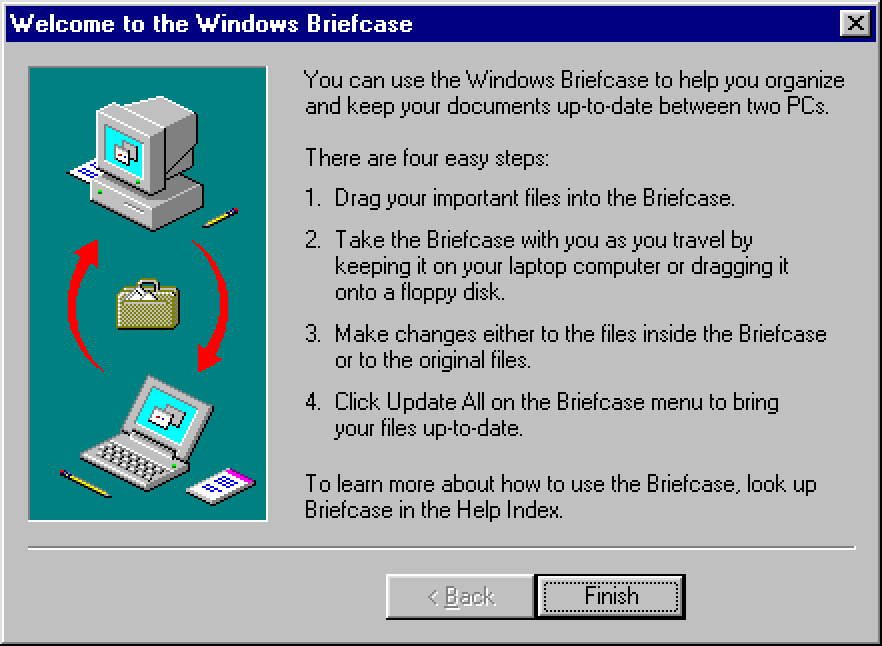 Welcome to the Windows Briefcase
You can use the Windows Briefcase to help you organize
and keep your documents up-to-date between two PCs.
There are four easy steps:
1. Drag your important files into the Briefcase.
2. Take the Briefcase with you as you travel by
keeping it on your laptop computer or dragging it
onto a floppy disk.
3. Make changes either to the files inside the Briefcase
or to the original files.
4. Click Update All on the Briefcase menu to bring
your files up-to-date.
To learn more about how to use the Briefcase, look up
Briefcase in the Help Index.
< Back
Finish